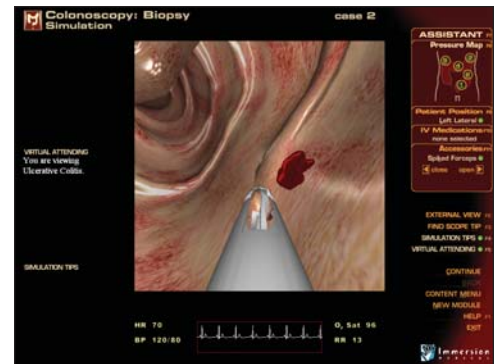 Colonoscopy: Biopsy
Simulation
case 2
VIRTUAL ATTENDING
You are viewing
Ulcerative Colitis.
SIMULATION TIPS
HR 70
BP 120/80
O₂ Sat 96
RR 13
ASSISTANT
Pressure Map
Patient Position
Left Lateral
IV Medications
none selected
Accessories
Spiked Forceps
close open
EXTERNAL VIEW
FIND SCOPE TIP
SIMULATION TIPS
VIRTUAL ATTENDING
CONTINUE
BACK
CONTENT MENU
NEW MODULE
HELP
EXIT
Immersion